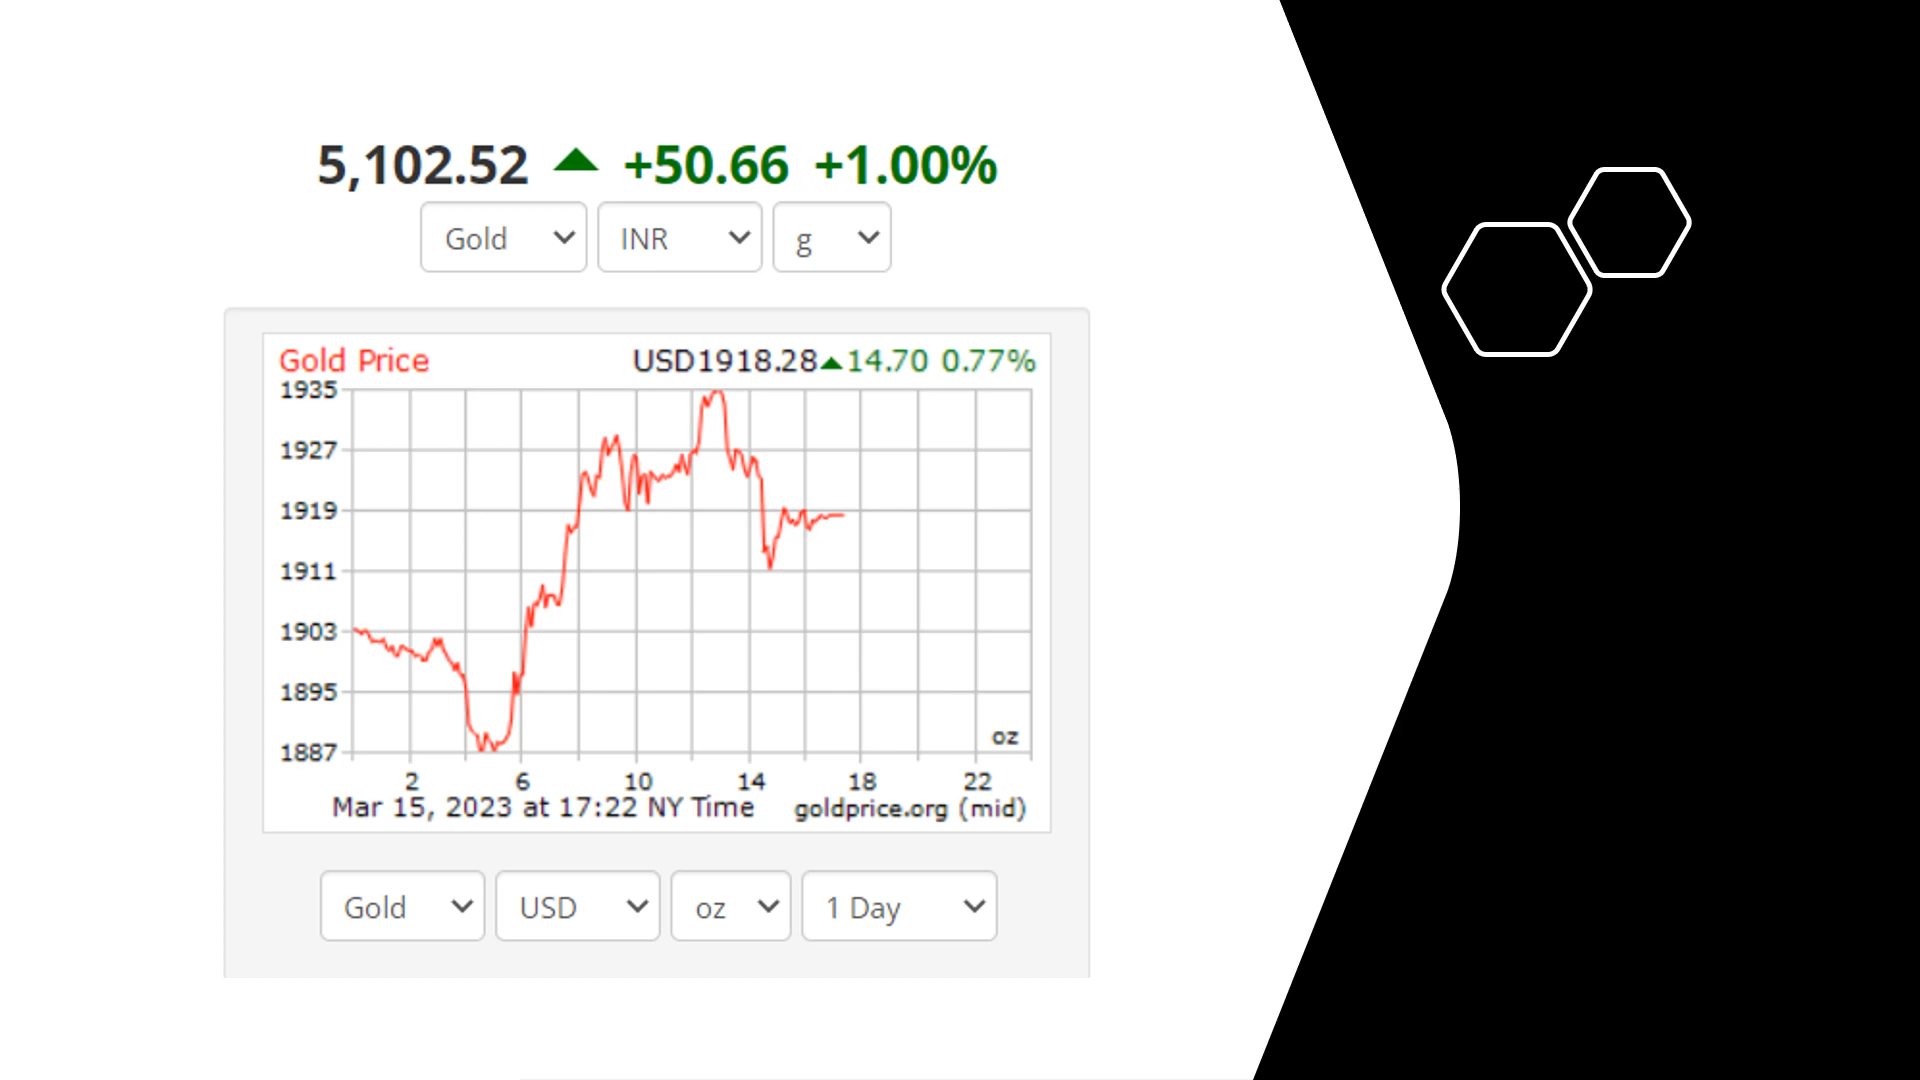 5,102.52 ▲ +50.66 +1.00%
Gold INR g
Gold Price USD1918.28▲14.70 0.77%
1935
1927
1919
1911
1903
1895
1887
oz
2 6 10 14 18 22
Mar 15, 2023 at 17:22 NY Time goldprice.org (mid)
Gold USD oz 1 Day